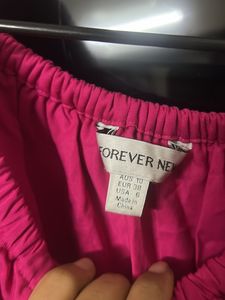 FOREVER NEW
AUS 10
EUR 38
USA 6
Made in
China